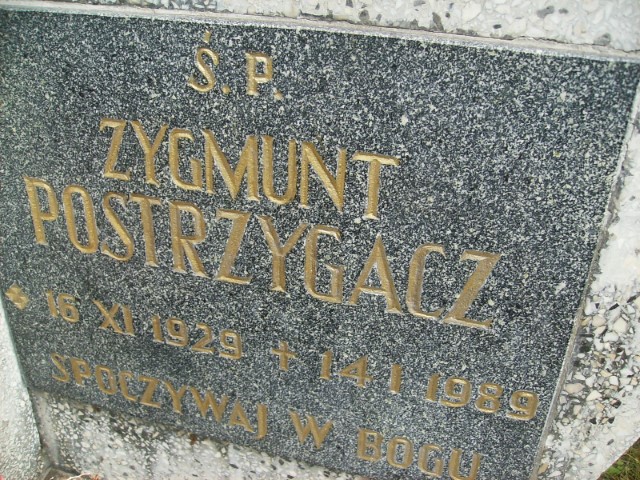 Ś.P.
ZYGMUNT
POSTRZYGACZ
* 16 XI 1929 + 14 I 1989
SPOCZYWAJ W BOGU